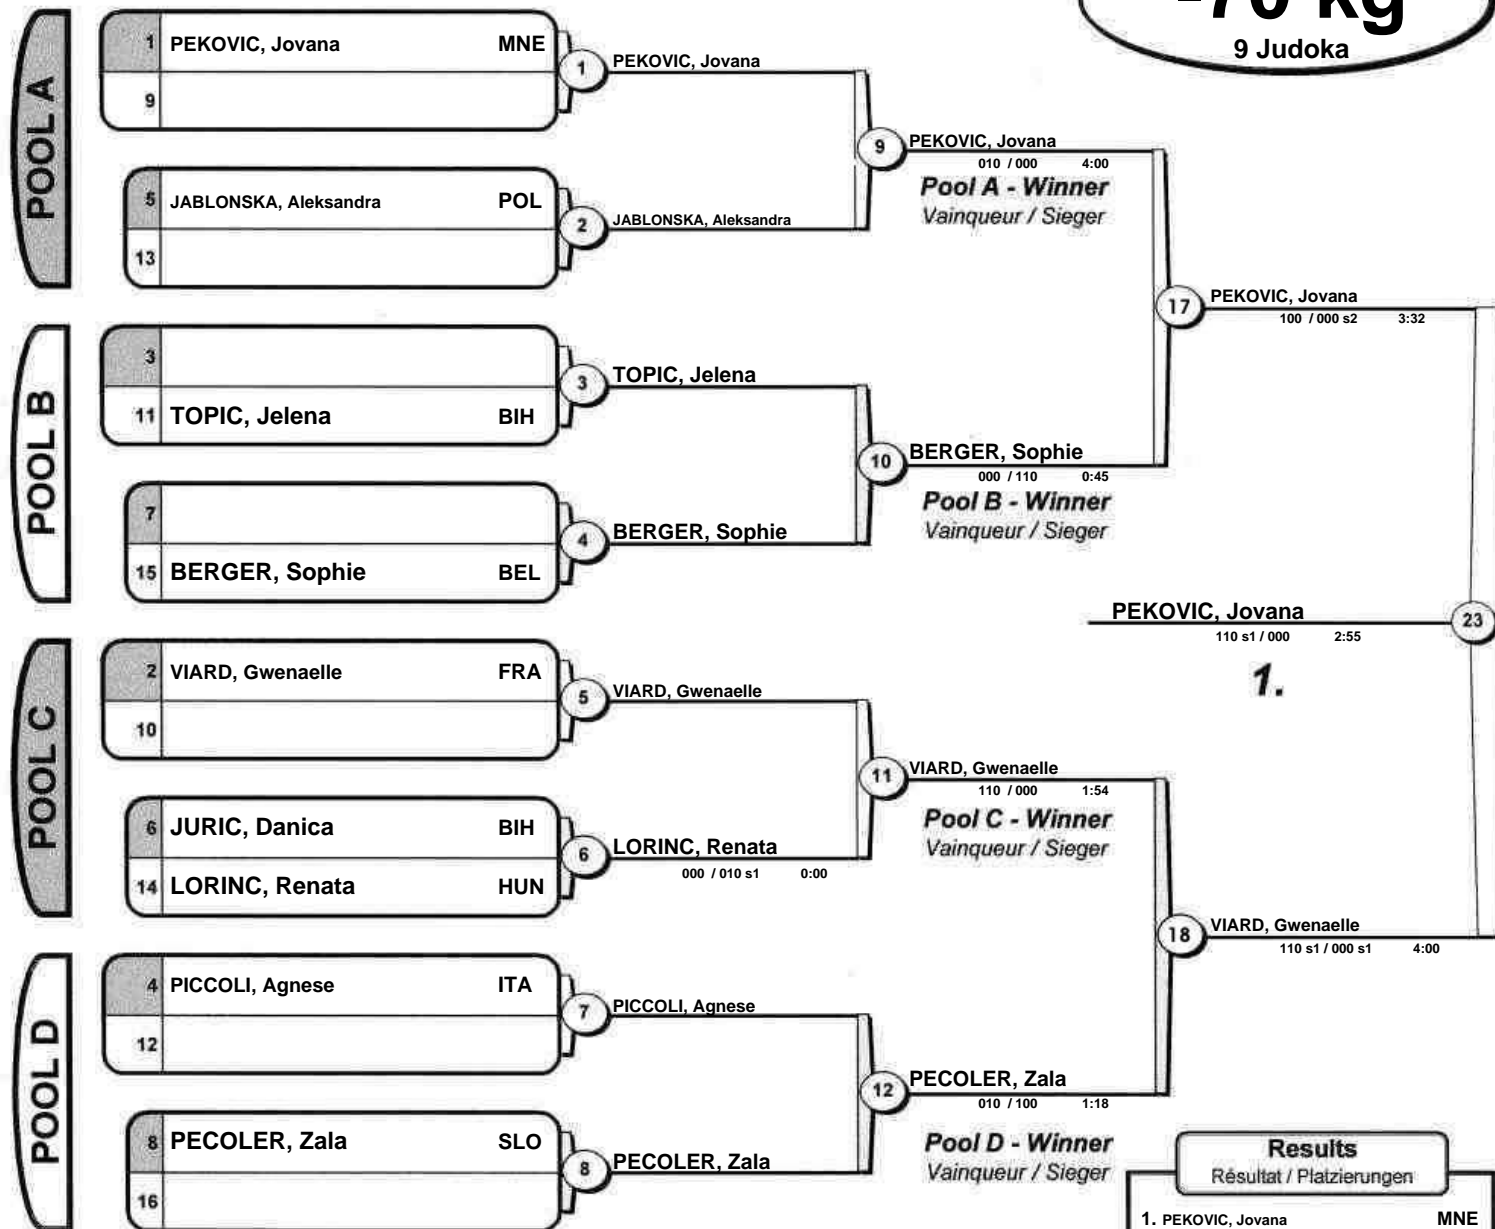 -70 kg
9 Judoka
POOL A
1 PEKOVIC, Jovana MNE
9
1 PEKOVIC, Jovana
5 JABLONSKA, Aleksandra POL
13
2 JABLONSKA, Aleksandra
9 PEKOVIC, Jovana
010 / 000 4:00
Pool A - Winner
Vainqueur / Sieger
POOL B
3
11 TOPIC, Jelena BIH
3 TOPIC, Jelena
7
15 BERGER, Sophie BEL
4 BERGER, Sophie
10 BERGER, Sophie
000 / 110 0:45
Pool B - Winner
Vainqueur / Sieger
17 PEKOVIC, Jovana
100 / 000 s2 3:32
PEKOVIC, Jovana 23
110 s1 / 000 2:55
1.
POOL C
2 VIARD, Gwenaelle FRA
10
5 VIARD, Gwenaelle
6 JURIC, Danica BIH
14 LORINC, Renata HUN
6 LORINC, Renata
000 / 010 s1 0:00
11 VIARD, Gwenaelle
110 / 000 1:54
Pool C - Winner
Vainqueur / Sieger
POOL D
4 PICCOLI, Agnese ITA
12
7 PICCOLI, Agnese
8 PECOLER, Zala SLO
16
8 PECOLER, Zala
12 PECOLER, Zala
010 / 100 1:18
Pool D - Winner
Vainqueur / Sieger
18 VIARD, Gwenaelle
110 s1 / 000 s1 4:00
Results
Résultat / Platzierungen
1. PEKOVIC, Jovana MNE